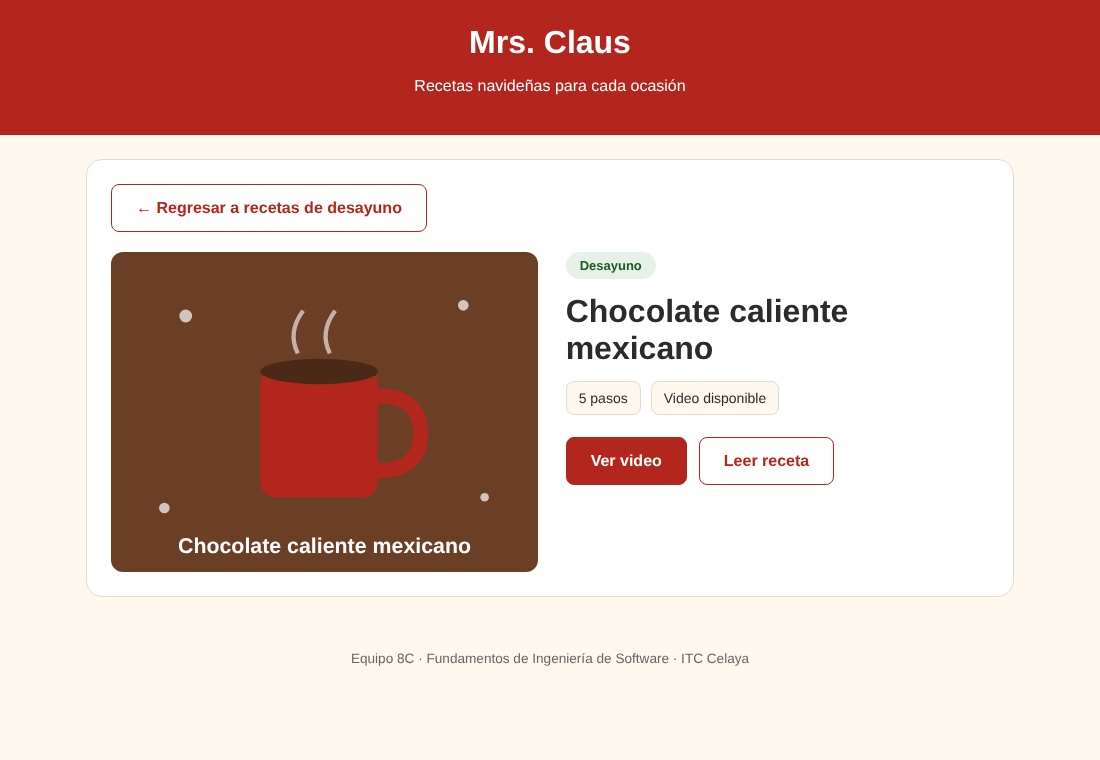 Mrs. Claus
Recetas navideñas para cada ocasión
← Regresar a recetas de desayuno
Chocolate caliente mexicano
Desayuno
Chocolate caliente
mexicano
5 pasos
Video disponible
Ver video
Leer receta
Equipo 8C · Fundamentos de Ingeniería de Software · ITC Celaya